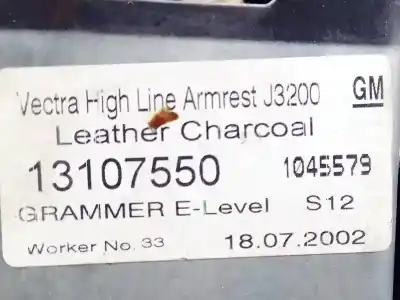 Vectra High Line Armrest J3200 GM
Leather Charcoal
13107550 1045579
GRAMMER E-Level S12
Worker No. 33 18.07.2002